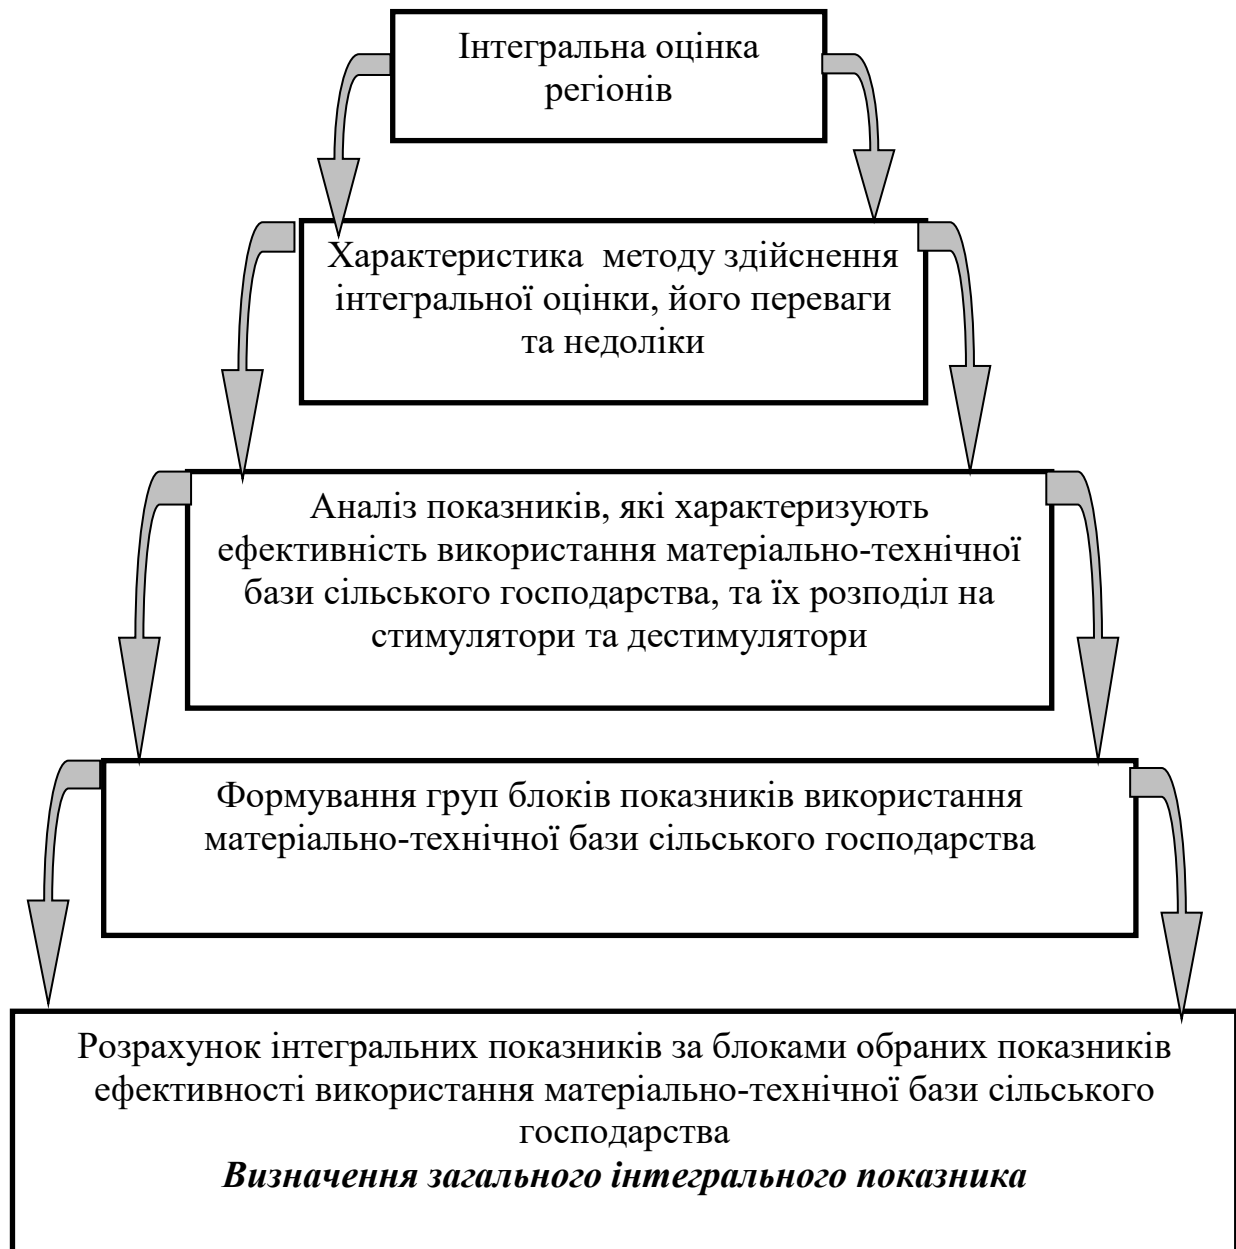 Інтегральна оцінка
регіонів
Характеристика методу здійснення
інтегральної оцінки, його переваги
та недоліки
Аналіз показників, які характеризують
ефективність використання матеріально-технічної
бази сільського господарства, та їх розподіл на
стимулятори та дестимулятори
Формування груп блоків показників використання
матеріально-технічної бази сільського господарства
Розрахунок інтегральних показників за блоками обраних показників
ефективності використання матеріально-технічної бази сільського
господарства
Визначення загального інтегрального показника